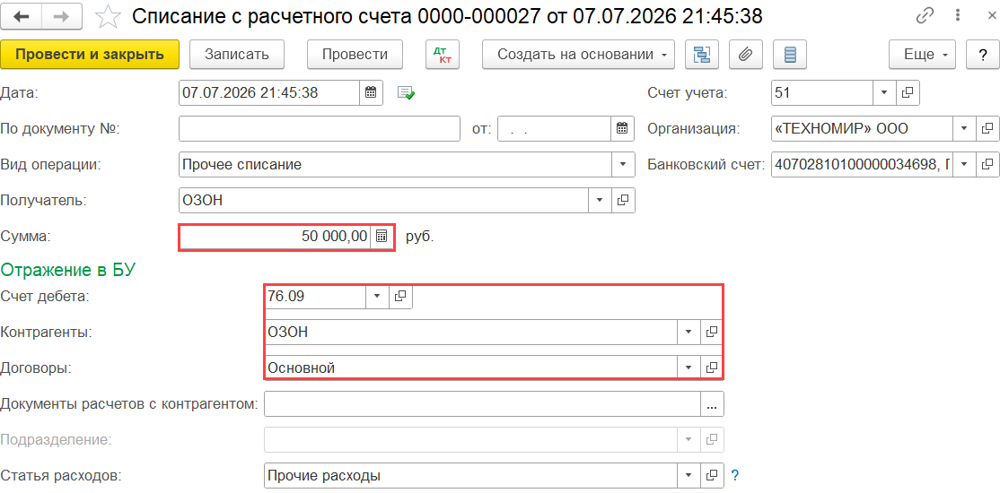 Списание с расчетного счета 0000-000027 от 07.07.2026 21:45:38
Провести и закрыть Записать Провести Дт Кт Создать на основании Еще ?
Дата: 07.07.2026 21:45:38 Счет учета: 51
По документу №: от: . . Организация: «ТЕХНОМИР» ООО
Вид операции: Прочее списание Банковский счет: 40702810100000034698, Г
Получатель: ОЗОН
Сумма: 50 000,00 руб.
Отражение в БУ
Счет дебета: 76.09
Контрагенты: ОЗОН
Договоры: Основной
Документы расчетов с контрагентом: ...
Подразделение:
Статья расходов: Прочие расходы ?